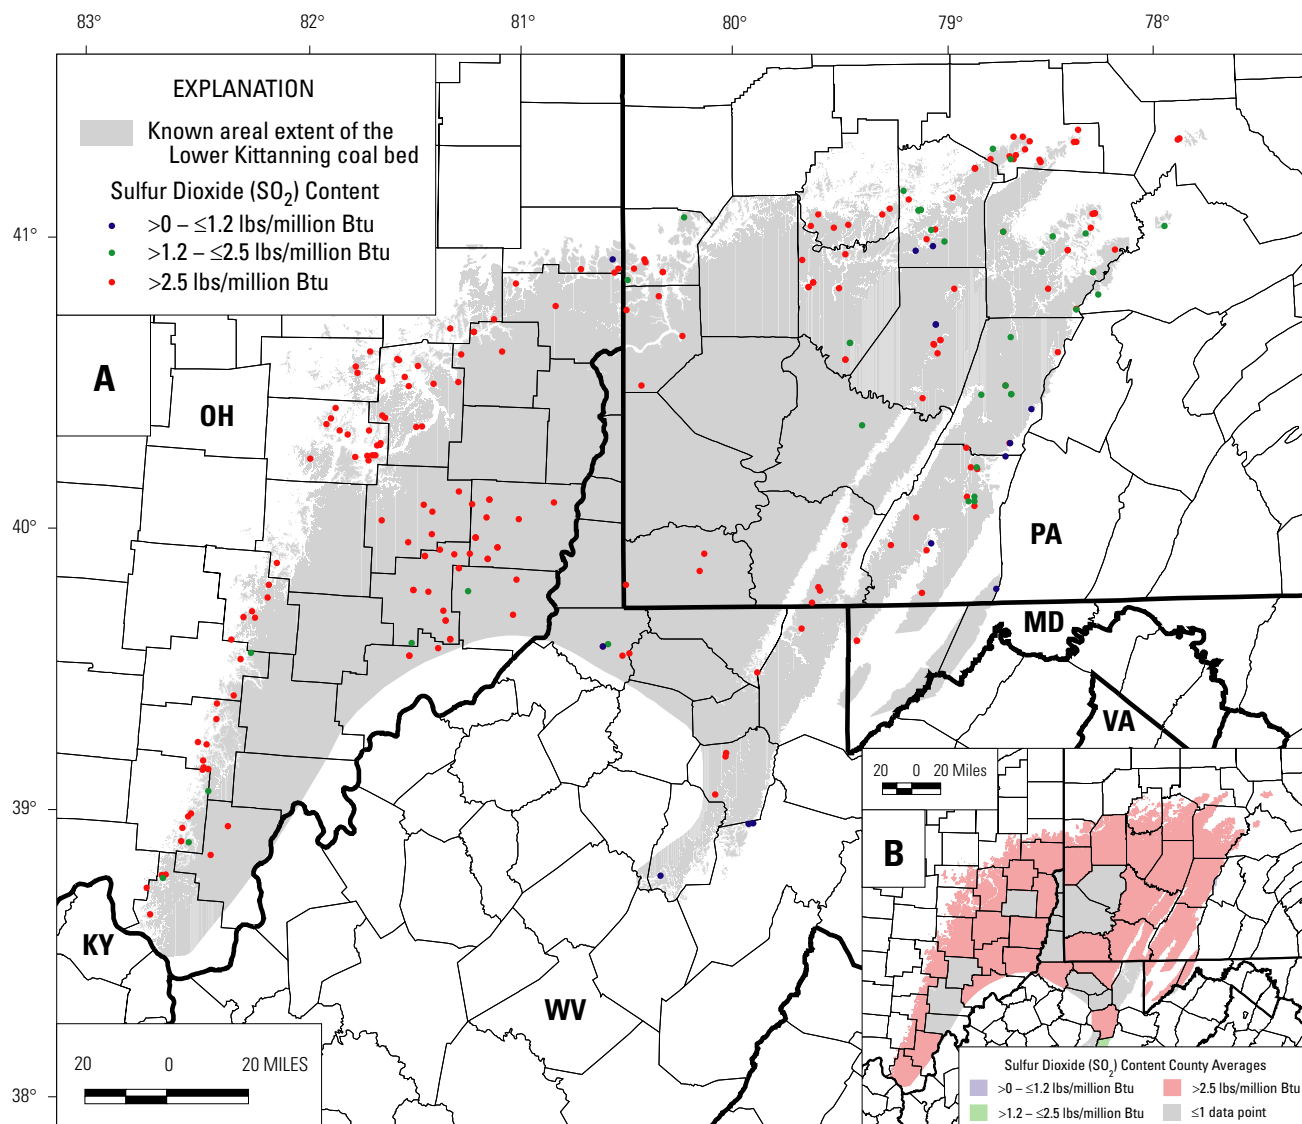 83°
82°
81°
80°
79°
78°
EXPLANATION
Known areal extent of the
Lower Kittanning coal bed
Sulfur Dioxide (SO₂) Content
>0 – ≤1.2 lbs/million Btu
>1.2 – ≤2.5 lbs/million Btu
>2.5 lbs/million Btu
41°
A
OH
40°
PA
MD
VA
39°
20 0 20 MILES
B
KY
WV
20 0 20 MILES
38°
Sulfur Dioxide (SO₂) Content County Averages
>0 – ≤1.2 lbs/million Btu
>2.5 lbs/million Btu
>1.2 – ≤2.5 lbs/million Btu
≤1 data point